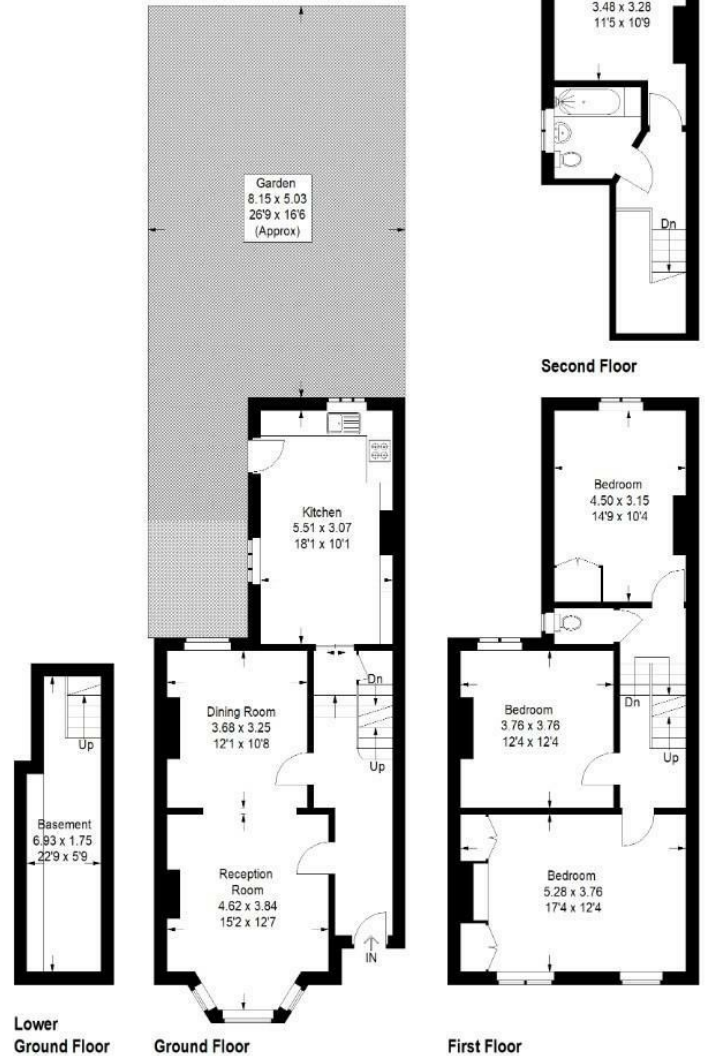 3.48 x 3.28
11'5 x 10'9
Dn
Second Floor
Garden
8.15 x 5.03
26'9 x 16'6
(Approx)
Kitchen
5.51 x 3.07
18'1 x 10'1
Dn
Up
Dining Room
3.68 x 3.25
12'1 x 10'8
Reception
Room
4.62 x 3.84
15'2 x 12'7
IN
Ground Floor
Up
Basement
6.93 x 1.75
22'9 x 5'9
Lower
Ground Floor
Bedroom
4.50 x 3.15
14'9 x 10'4
Dn
Up
Bedroom
3.76 x 3.76
12'4 x 12'4
Bedroom
5.28 x 3.76
17'4 x 12'4
First Floor